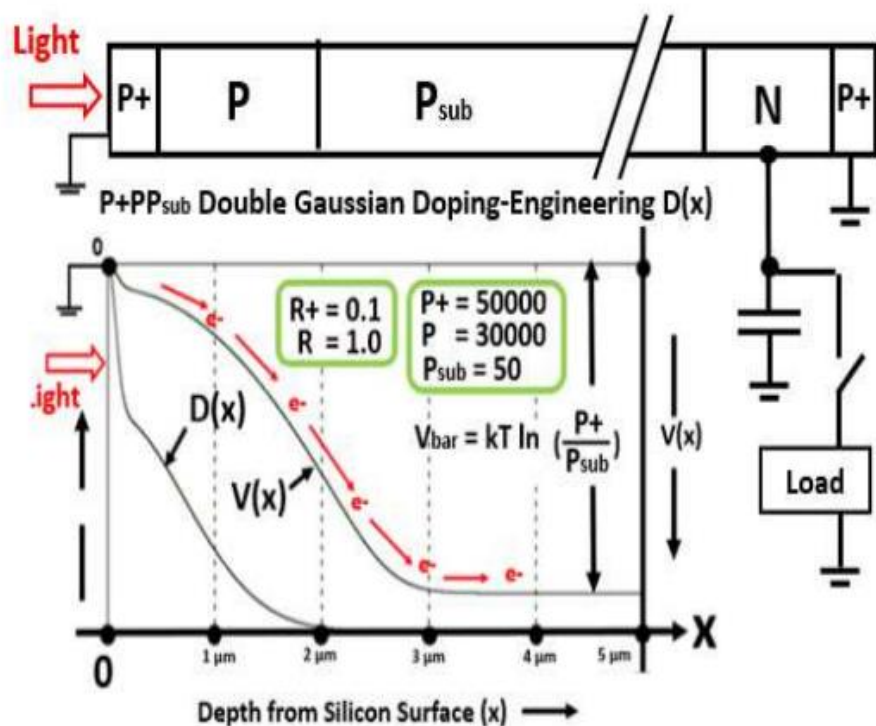 Light
P+ P Psub N P+
P+PPsub Double Gaussian Doping-Engineering D(x)
0
R+ = 0.1
R = 1.0
P+ = 50000
P = 30000
Psub = 50
e-
e-
e-
e-
e-
.ight
D(x)
V(x)
Vbar = kT ln (P+/Psub)
V(x)
Load
X
0
1 μm 2 μm 3 μm 4 μm 5 μm
Depth from Silicon Surface (x)